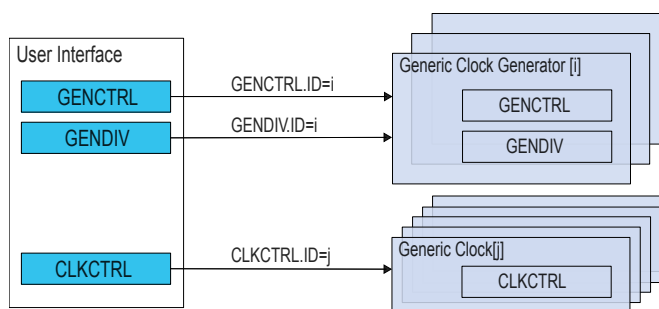 User Interface
GENCTRL
GENDIV
CLKCTRL
GENCTRL.ID=i
GENDIV.ID=i
CLKCTRL.ID=j
Generic Clock Generator [i]
GENCTRL
GENDIV
Generic Clock[j]
CLKCTRL